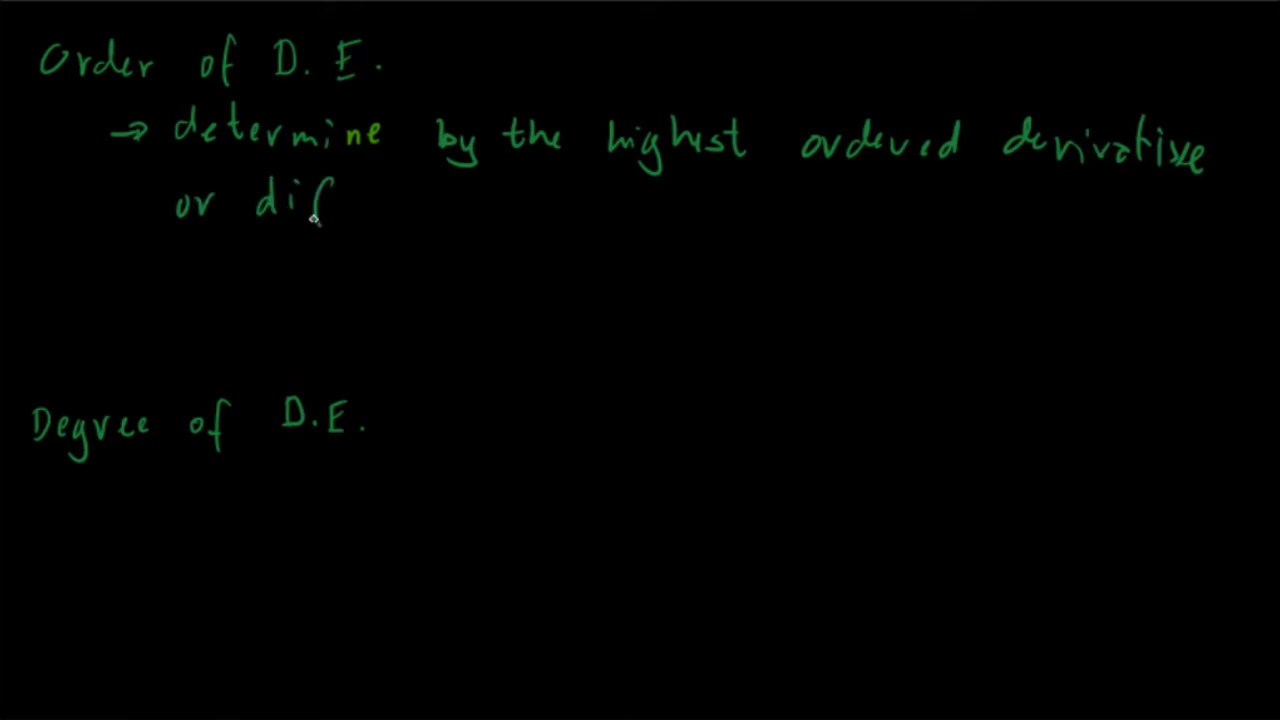 Order of D. E.
→ determine by the highest ordered derivative
or dif
Degree of D.E.